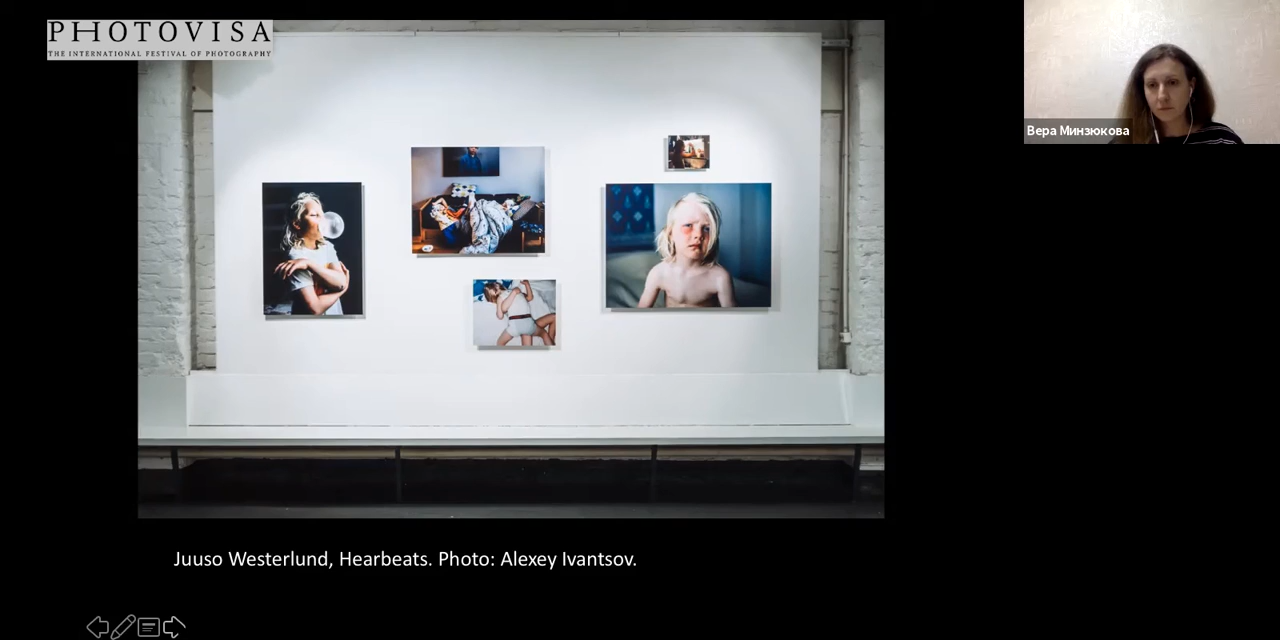 PHOTOVISA
THE INTERNATIONAL FESTIVAL OF PHOTOGRAPHY
Вера Минзюкова
Juuso Westerlund, Hearbeats. Photo: Alexey Ivantsov.